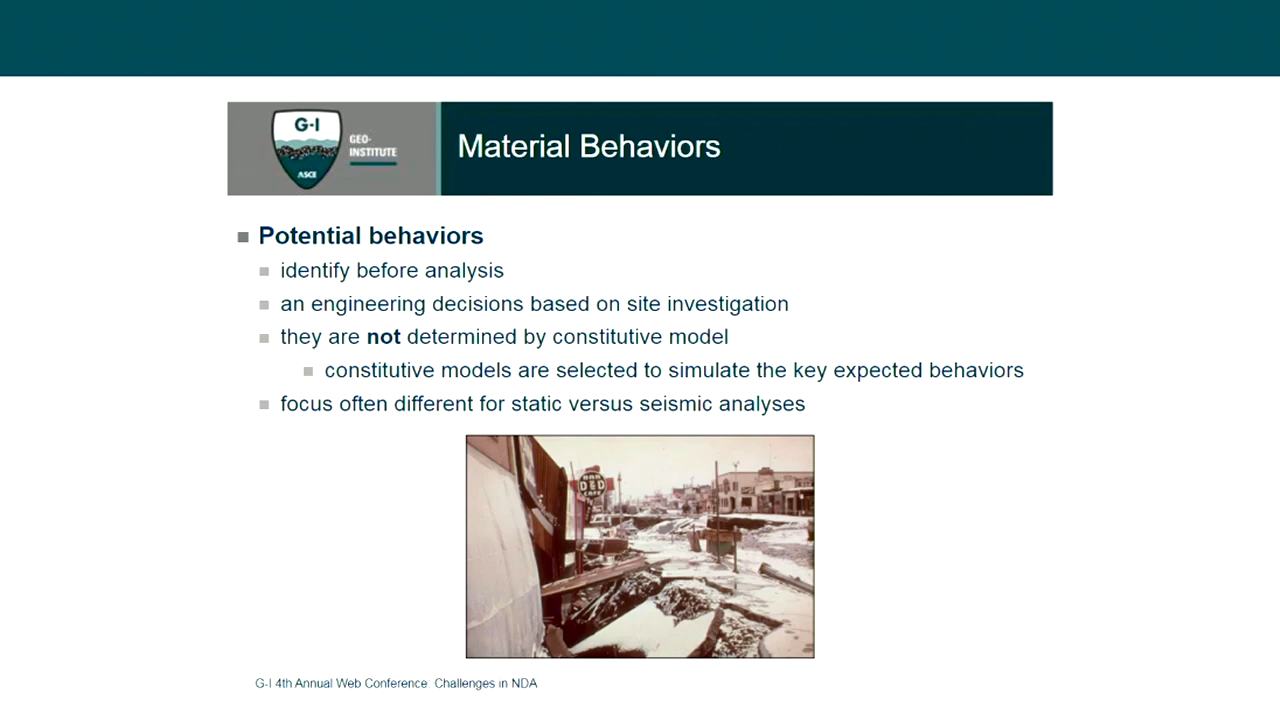 G-I
GEO-
INSTITUTE
ASCE
Material Behaviors
Potential behaviors
identify before analysis
an engineering decisions based on site investigation
they are not determined by constitutive model
constitutive models are selected to simulate the key expected behaviors
focus often different for static versus seismic analyses
BAR
D&D
CAFE
G-I 4th Annual Web Conference: Challenges in NDA